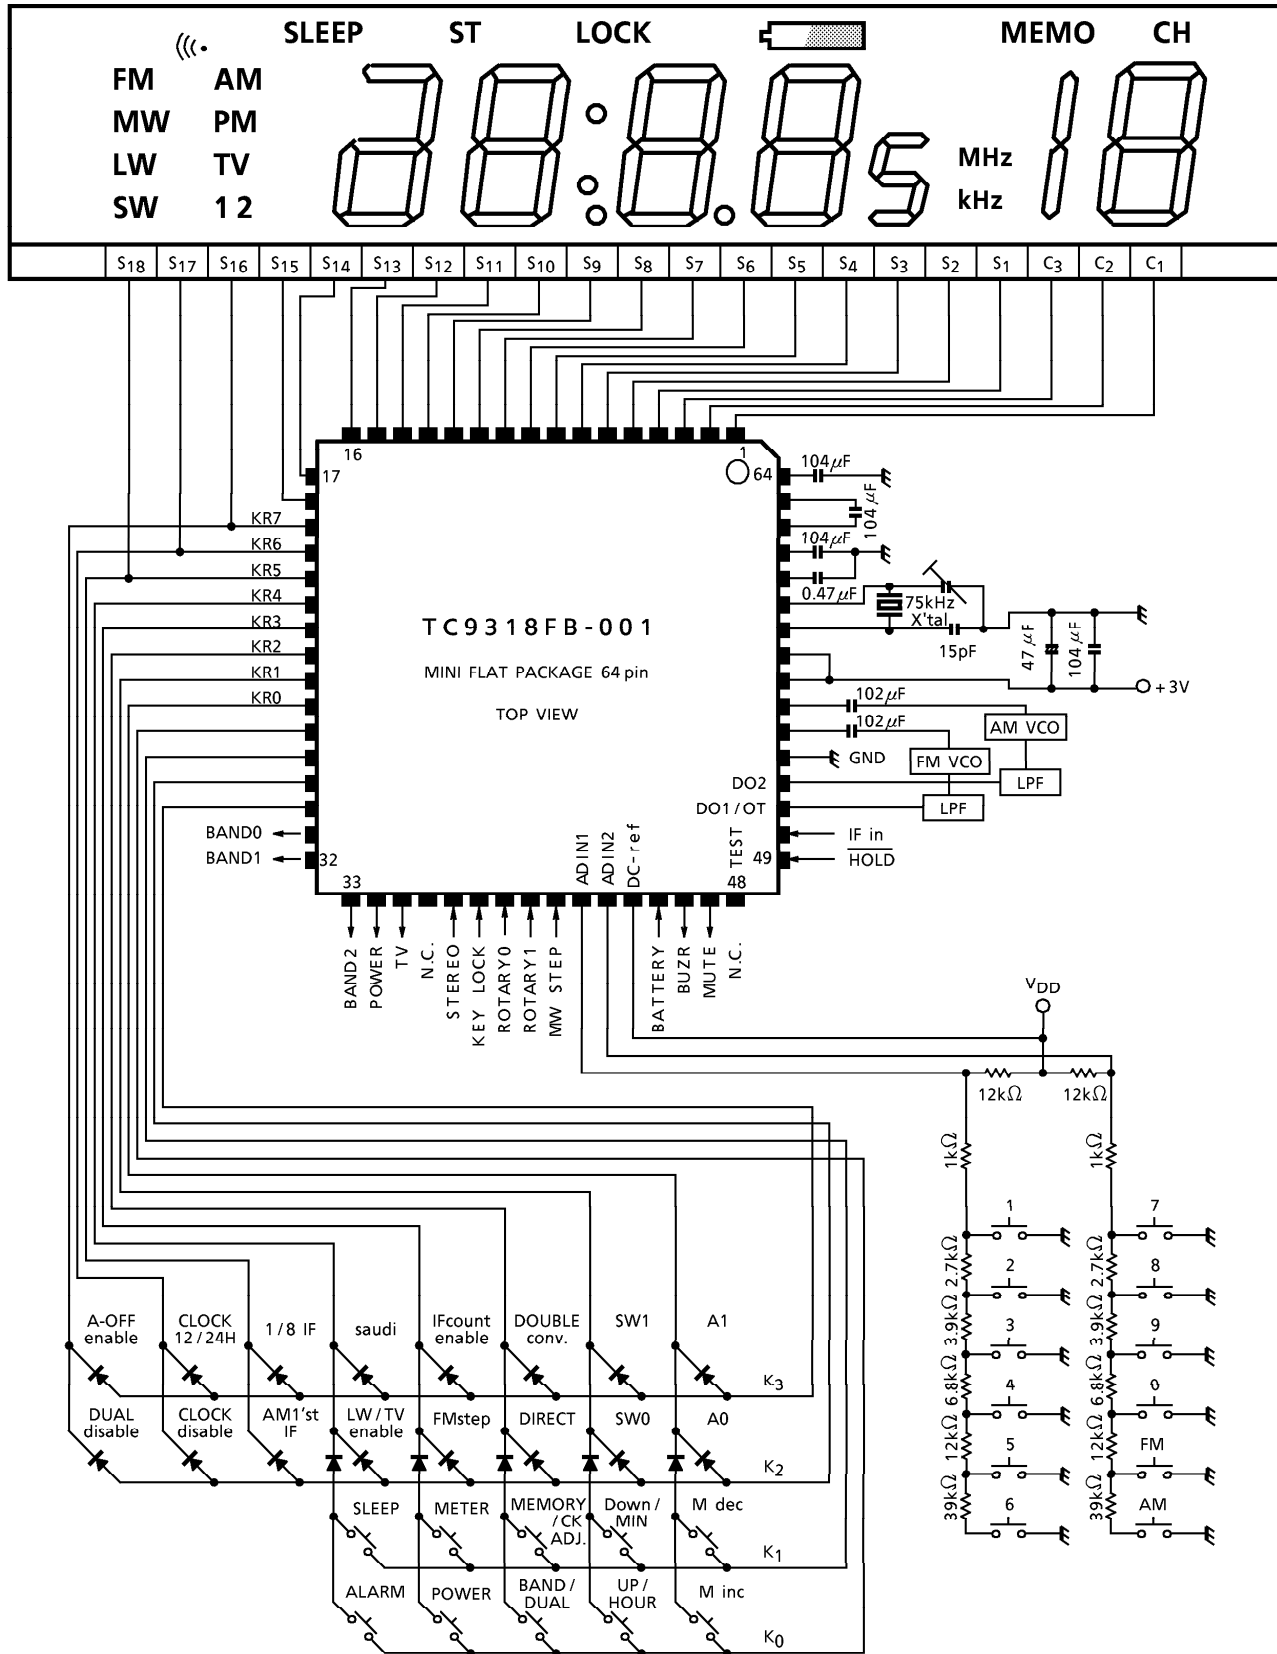 SLEEP ST LOCK MEMO CH
FM AM
MW PM
LW TV
SW 12
28:8.85 MHz kHz 18
S18 S17 S16 S15 S14 S13 S12 S11 S10 S9 S8 S7 S6 S5 S4 S3 S2 S1 C3 C2 C1
16 1
17 64
104μF
104μF
104μF
0.47μF
75kHz
X'tal
15pF
47μF
104μF
+3V
KR7
KR6
KR5
KR4
KR3
KR2
KR1
KR0
TC9318FB-001
MINI FLAT PACKAGE 64pin
TOP VIEW
102μF
102μF
AM VCO
GND
FM VCO
DO2
LPF
DO1/OT
LPF
BAND0
BAND1
32
33
ADIN1
ADIN2
DC-ref
TEST
48
49
IF in
HOLD
BAND2
POWER
TV
N.C.
STEREO
KEY LOCK
ROTARY0
ROTARY1
MW STEP
BATTERY
BUZR
MUTE
N.C.
VDD
12kΩ 12kΩ
1kΩ 1kΩ
1 7
2.7kΩ 2.7kΩ
2 8
3.9kΩ 3.9kΩ
3 9
6.8kΩ 6.8kΩ
4 0
12kΩ 12kΩ
5 FM
39kΩ 39kΩ
6 AM
A-OFF
enable
CLOCK
12/24H
1/8 IF
saudi
IFcount
enable
DOUBLE
conv.
SW1
A1
K3
DUAL
disable
CLOCK
disable
AM1'st
IF
LW/TV
enable
FMstep
DIRECT
SW0
A0
K2
SLEEP
METER
MEMORY
/CK
ADJ.
Down/
MIN
M dec
K1
ALARM
POWER
BAND/
DUAL
UP/
HOUR
M inc
K0